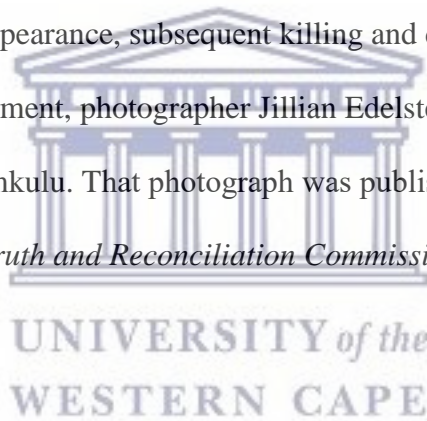 pearance, subsequent killing and
ment, photographer Jillian Edelst
nkulu. That photograph was publis
ruth and Reconciliation Commissi
UNIVERSITY of the
WESTERN CAPE